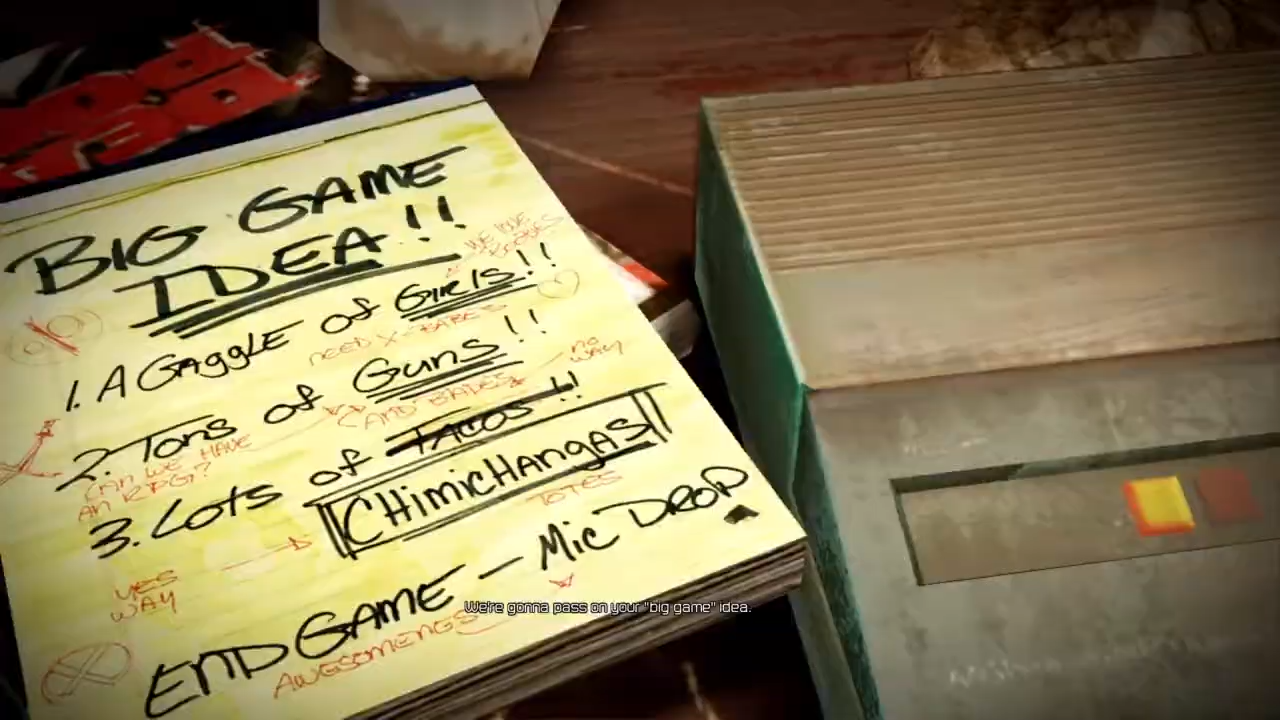 BIG GAME
IDEA!!
WE LOVE
BOOBIES
1. A GAGGLE of GIRLS!!
NEED X-BABES
2. TONS of GUNS!!
(AND BLADES)
NO
WAY
CAN WE HAVE
AN RPG?
3. LOTS of TACOS!!
CHIMICHANGAS
TOTES
YES
WAY
END GAME - MIC DROP
AWESOMENESS
We're gonna pass on your "big game" idea.